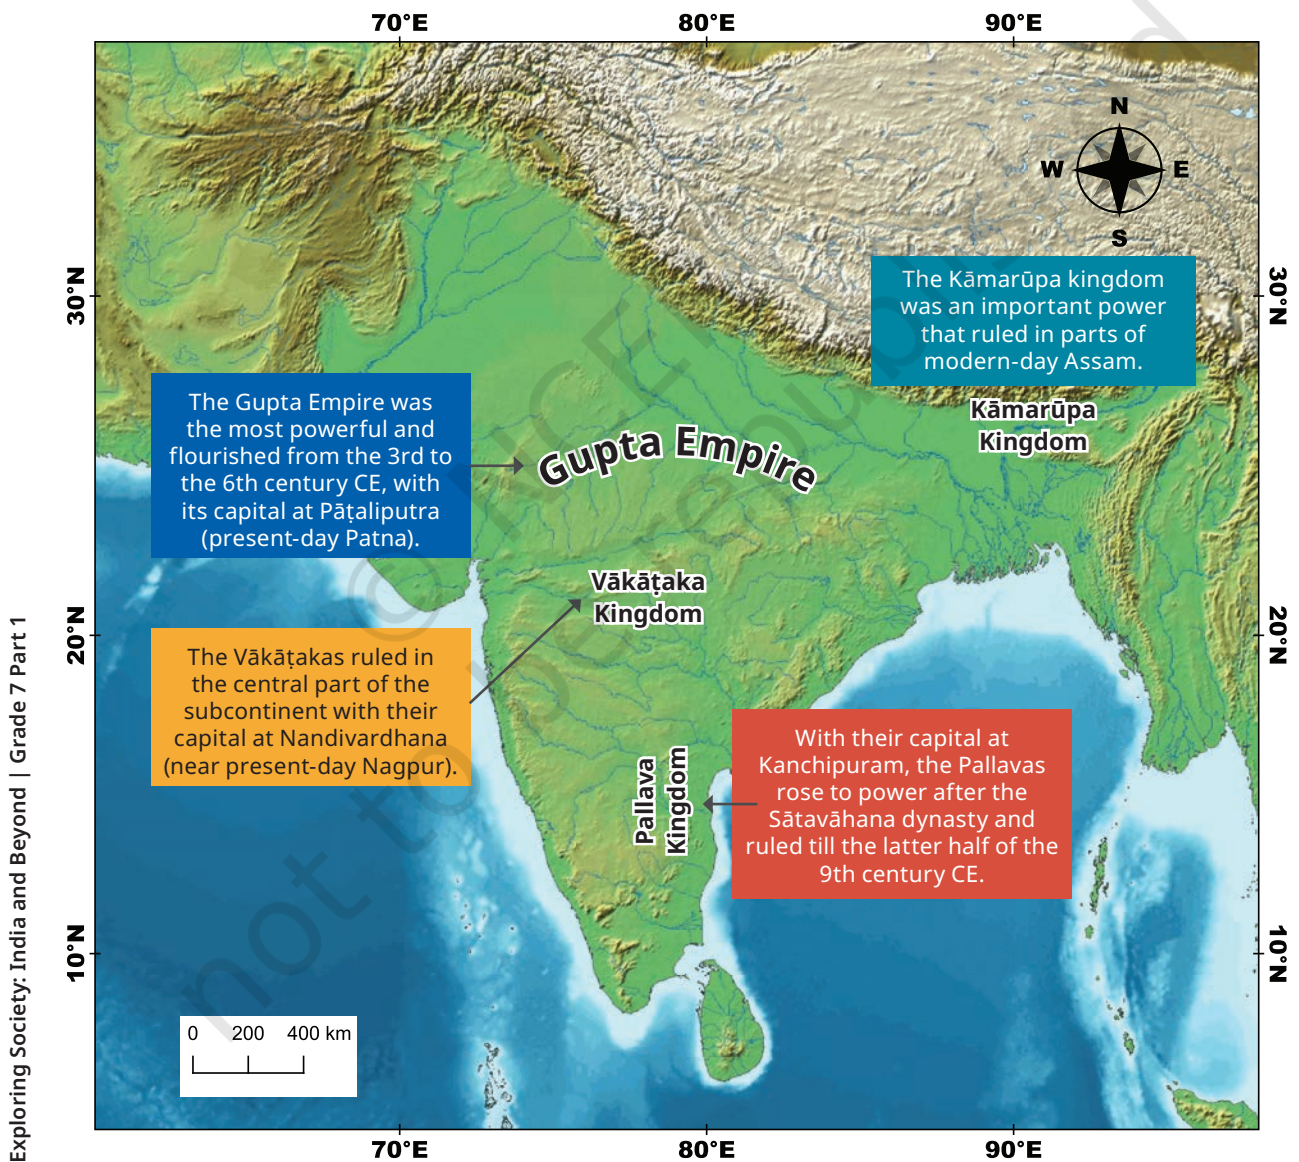 70°E
80°E
90°E
N
W
E
S
30°N
30°N
The Kāmarūpa kingdom
was an important power
that ruled in parts of
modern-day Assam.
The Gupta Empire was
the most powerful and
flourished from the 3rd to
the 6th century CE, with
its capital at Pāṭaliputra
(present-day Patna).
Kāmarūpa
Kingdom
Gupta Empire
Vākāṭaka
Kingdom
20°N
20°N
The Vākāṭakas ruled in
the central part of the
subcontinent with their
capital at Nandivardhana
(near present-day Nagpur).
Pallava
Kingdom
With their capital at
Kanchipuram, the Pallavas
rose to power after the
Sātavāhana dynasty and
ruled till the latter half of the
9th century CE.
10°N
10°N
0 200 400 km
70°E
80°E
90°E
Exploring Society: India and Beyond | Grade 7 Part 1
© NCE
not to be republished